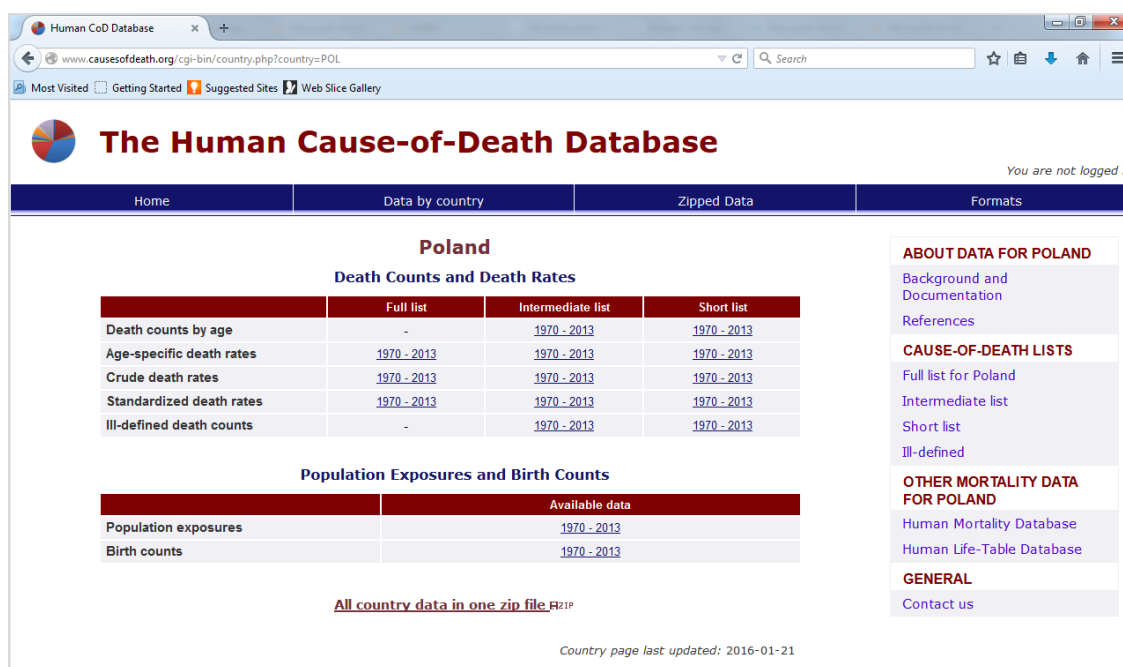 Human CoD Database × +
www.causesofdeath.org/cgi-bin/country.php?country=POL
Search
Most Visited Getting Started Suggested Sites Web Slice Gallery
The Human Cause-of-Death Database
You are not logged
Home Data by country Zipped Data Formats
Poland
Death Counts and Death Rates
Full list Intermediate list Short list
Death counts by age - 1970 - 2013 1970 - 2013
Age-specific death rates 1970 - 2013 1970 - 2013 1970 - 2013
Crude death rates 1970 - 2013 1970 - 2013 1970 - 2013
Standardized death rates 1970 - 2013 1970 - 2013 1970 - 2013
Ill-defined death counts - 1970 - 2013 1970 - 2013
Population Exposures and Birth Counts
Available data
Population exposures 1970 - 2013
Birth counts 1970 - 2013
All country data in one zip file ZIP
Country page last updated: 2016-01-21
ABOUT DATA FOR POLAND
Background and
Documentation
References
CAUSE-OF-DEATH LISTS
Full list for Poland
Intermediate list
Short list
Ill-defined
OTHER MORTALITY DATA
FOR POLAND
Human Mortality Database
Human Life-Table Database
GENERAL
Contact us